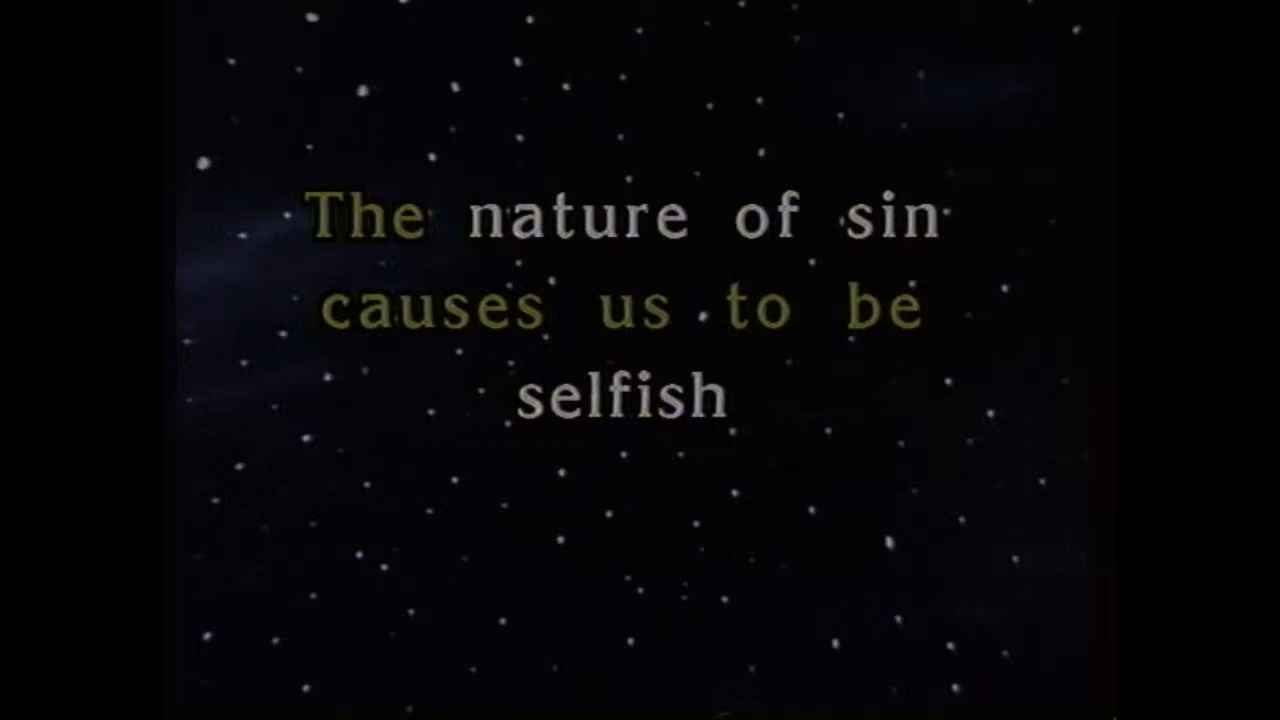 The nature of sin
causes us to be
selfish